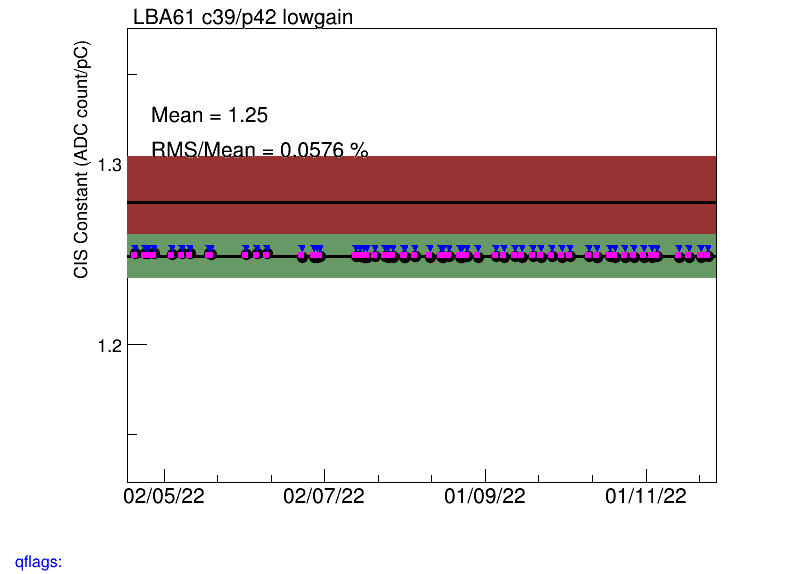 LBA61 c39/p42 lowgain
CIS Constant (ADC count/pC)
Mean = 1.25
RMS/Mean = 0.0576 %
1.3
1.2
02/05/22 02/07/22 01/09/22 01/11/22
qflags: